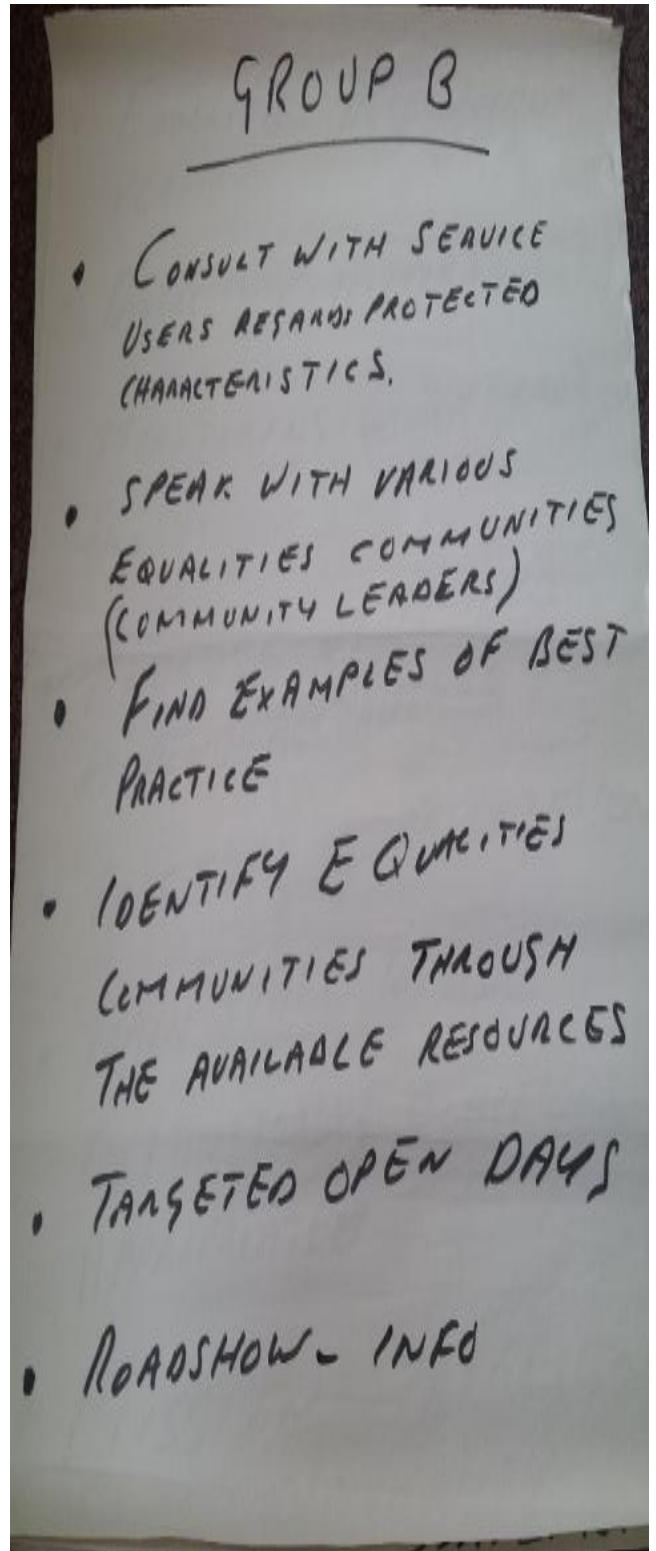 GROUP B
• CONSULT WITH SERVICE
USERS REGARDS PROTECTED
CHARACTERISTICS.
• SPEAK WITH VARIOUS
EQUALITIES COMMUNITIES
(COMMUNITY LEADERS)
• FIND EXAMPLES OF BEST
PRACTICE
• IDENTIFY EQUALITIES
COMMUNITIES THROUGH
THE AVAILABLE RESOURCES
• TARGETED OPEN DAYS
• ROADSHOW - INFO